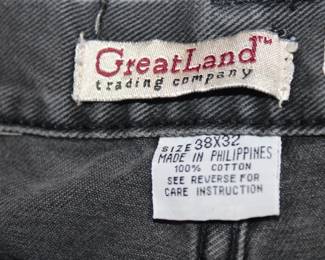 GreatLand™
trading company
SIZE 38X32
MADE IN PHILIPPINES
100% COTTON
SEE REVERSE FOR
CARE INSTRUCTION